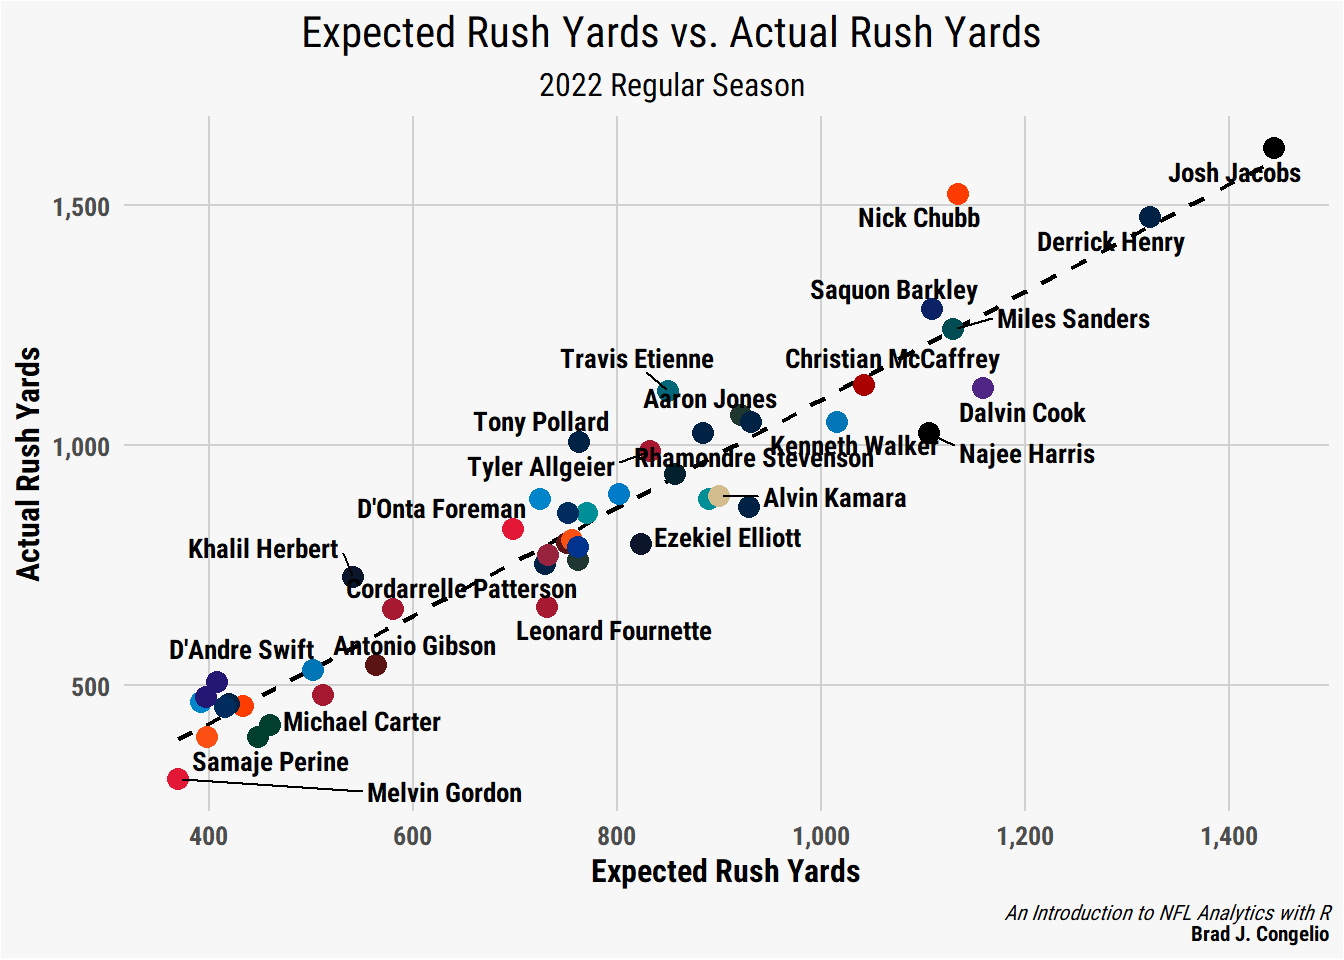 Expected Rush Yards vs. Actual Rush Yards
2022 Regular Season
Actual Rush Yards
1,500
1,000
500
Josh Jacobs
Nick Chubb
Derrick Henry
Saquon Barkley
Miles Sanders
Travis Etienne
Christian McCaffrey
Aaron Jones
Dalvin Cook
Tony Pollard
Kenneth Walker
Najee Harris
Rhamondre Stevenson
Tyler Allgeier
Alvin Kamara
D'Onta Foreman
Ezekiel Elliott
Khalil Herbert
Cordarrelle Patterson
Leonard Fournette
Antonio Gibson
D'Andre Swift
Michael Carter
Samaje Perine
Melvin Gordon
400
600
800
1,000
1,200
1,400
Expected Rush Yards
An Introduction to NFL Analytics with R
Brad J. Congelio